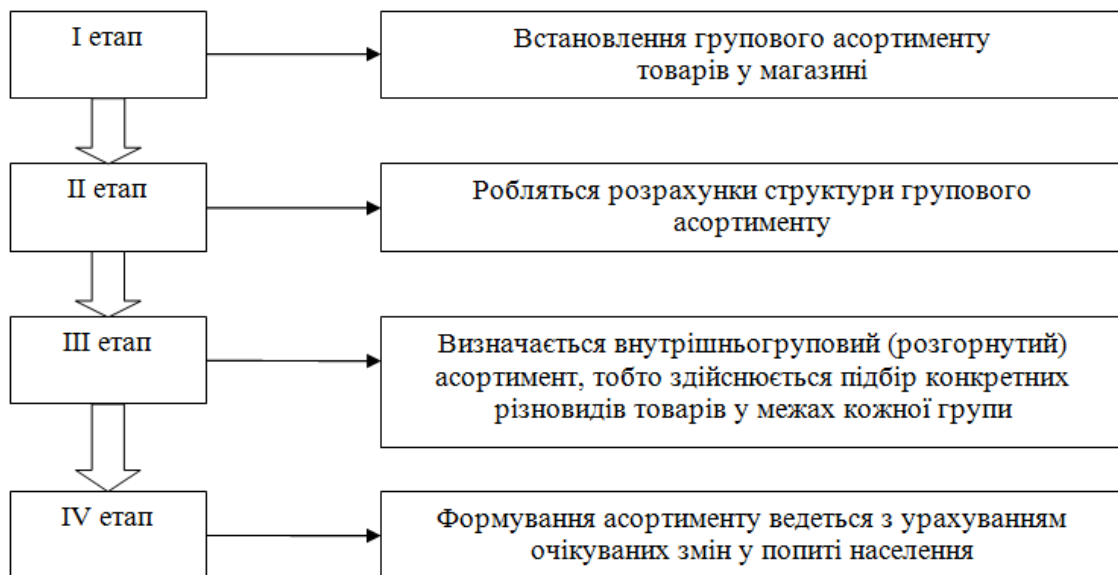 І етап
Встановлення групового асортименту
товарів у магазині
ІІ етап
Робляться розрахунки структури групового
асортименту
ІІІ етап
Визначається внутрішньогруповий (розгорнутий)
асортимент, тобто здійснюється підбір конкретних
різновидів товарів у межах кожної групи
IV етап
Формування асортименту ведеться з урахуванням
очікуваних змін у попиті населення